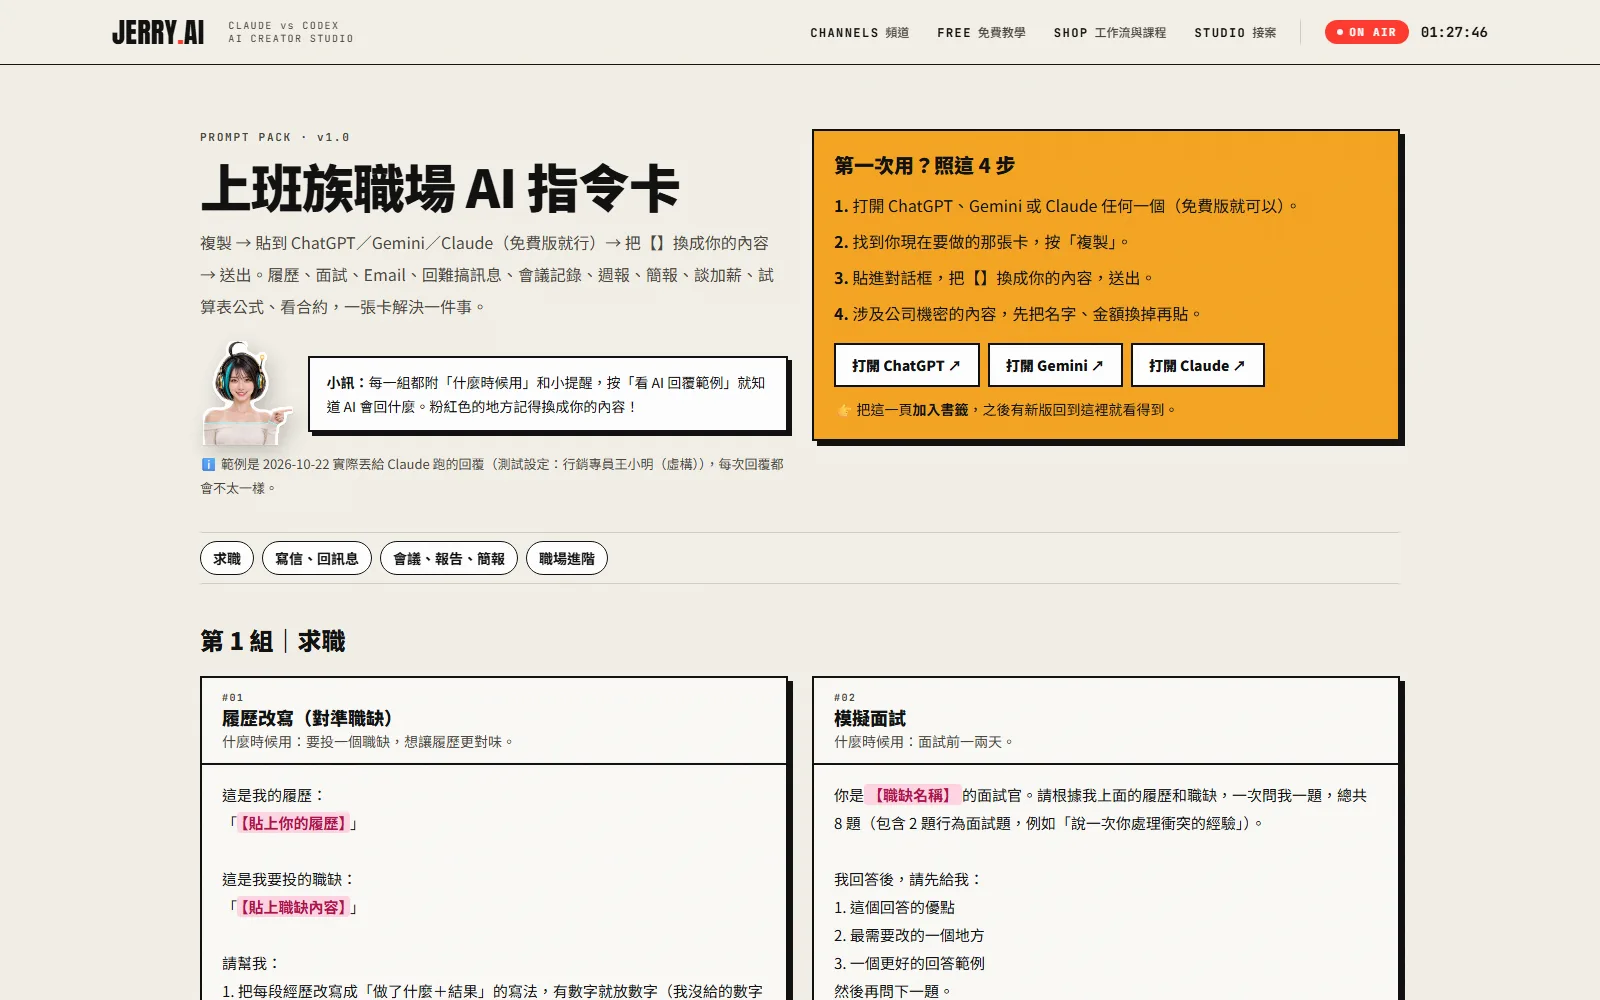 JERRY.AI
CLAUDE vs CODEX
AI CREATOR STUDIO
CHANNELS 頻道
FREE 免費教學
SHOP 工作流與課程
STUDIO 接案
ON AIR
01:27:46
PROMPT PACK · v1.0
上班族職場 AI 指令卡
複製 → 貼到 ChatGPT／Gemini／Claude（免費版就行）→ 把【】換成你的內容
→ 送出。履歷、面試、Email、回難搞訊息、會議記錄、週報、簡報、談加薪、試
算表公式、看合約，一張卡解決一件事。
小訊：每一組都附「什麼時候用」和小提醒，按「看 AI 回覆範例」就知
道 AI 會回什麼。粉紅色的地方記得換成你的內容！
ℹ️ 範例是 2026-10-22 實際丟給 Claude 跑的回覆（測試設定：行銷專員王小明（虛構）），每次回覆都
會不太一樣。
第一次用？照這 4 步
1. 打開 ChatGPT、Gemini 或 Claude 任何一個（免費版就可以）。
2. 找到你現在要做的那張卡，按「複製」。
3. 貼進對話框，把【】換成你的內容，送出。
4. 涉及公司機密的內容，先把名字、金額換掉再貼。
打開 ChatGPT ↗
打開 Gemini ↗
打開 Claude ↗
👉 把這一頁加入書籤，之後有新版回到這裡就看得到。
求職
寫信、回訊息
會議、報告、簡報
職場進階
第 1 組｜求職
#01
履歷改寫（對準職缺）
什麼時候用：要投一個職缺，想讓履歷更對味。
這是我的履歷：
「【貼上你的履歷】」
這是我要投的職缺：
「【貼上職缺內容】」
請幫我：
1. 把每段經歷改寫成「做了什麼＋結果」的寫法，有數字就放數字（我沒給的數字
#02
模擬面試
什麼時候用：面試前一兩天。
你是【職缺名稱】的面試官。請根據我上面的履歷和職缺，一次問我一題，總共
8 題（包含 2 題行為面試題，例如「說一次你處理衝突的經驗」）。
我回答後，請先給我：
1. 這個回答的優點
2. 最需要改的一個地方
3. 一個更好的回答範例
然後再問下一題。